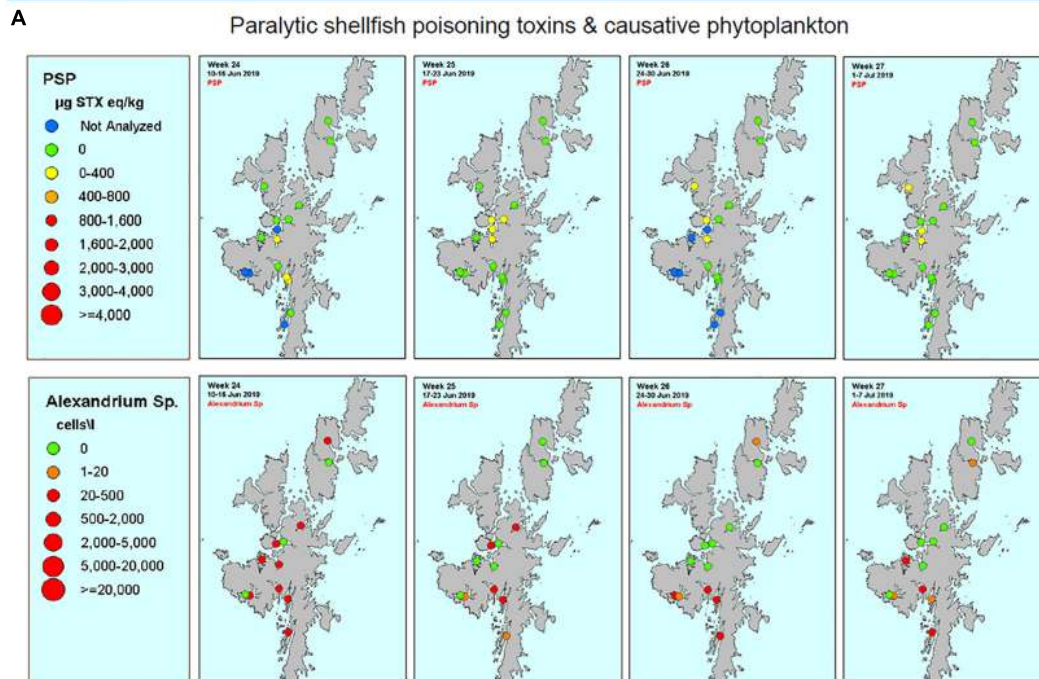 A
Paralytic shellfish poisoning toxins & causative phytoplankton
PSP
µg STX eq/kg
Not Analyzed
0
0-400
400-800
800-1,600
1,600-2,000
2,000-3,000
3,000-4,000
>=4,000
Week 24
10-16 Jun 2019
PSP
Week 25
17-23 Jun 2019
PSP
Week 26
24-30 Jun 2019
PSP
Week 27
1-7 Jul 2019
PSP
Alexandrium Sp.
cells\l
0
1-20
20-500
500-2,000
2,000-5,000
5,000-20,000
>=20,000
Week 24
10-16 Jun 2019
Alexandrium Sp
Week 25
17-23 Jun 2019
Alexandrium Sp
Week 26
24-30 Jun 2019
Alexandrium Sp
Week 27
1-7 Jul 2019
Alexandrium Sp